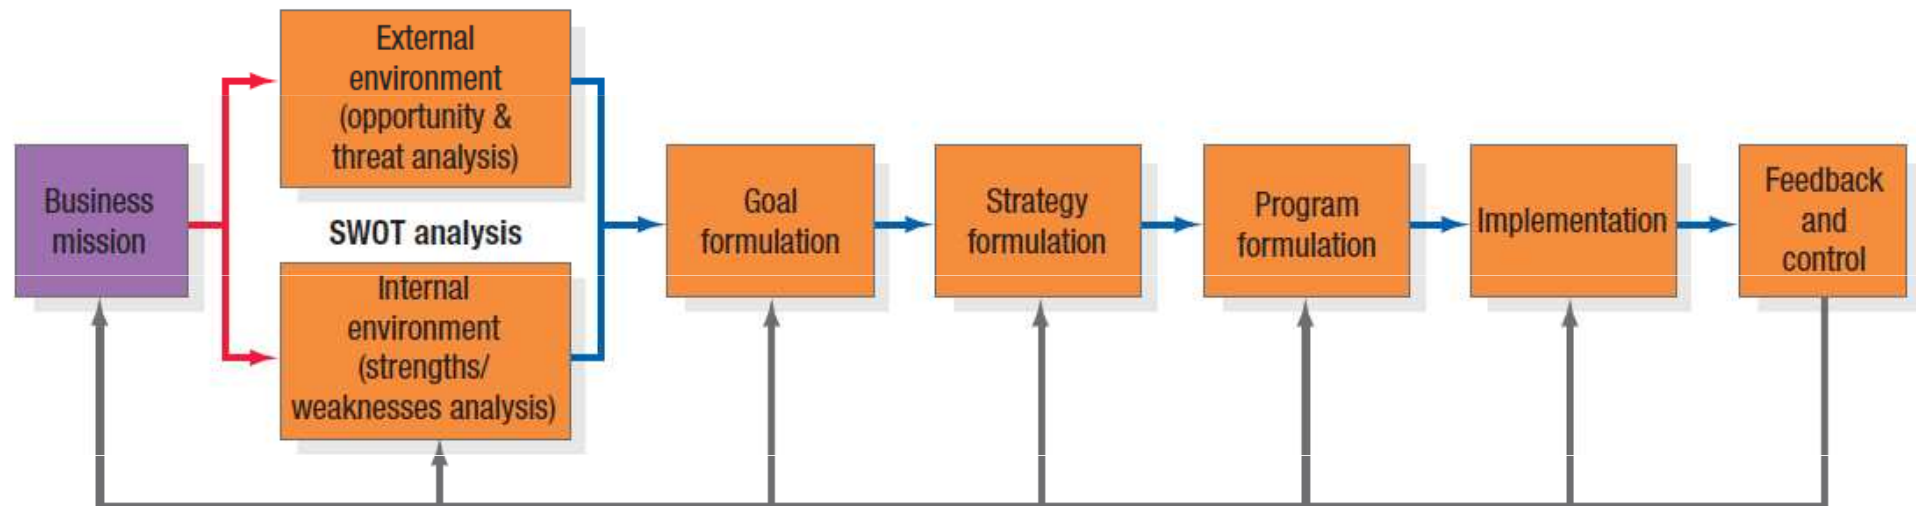 Business
mission
External
environment
(opportunity &
threat analysis)
SWOT analysis
Internal
environment
(strengths/
weaknesses analysis)
Goal
formulation
Strategy
formulation
Program
formulation
Implementation
Feedback
and
control